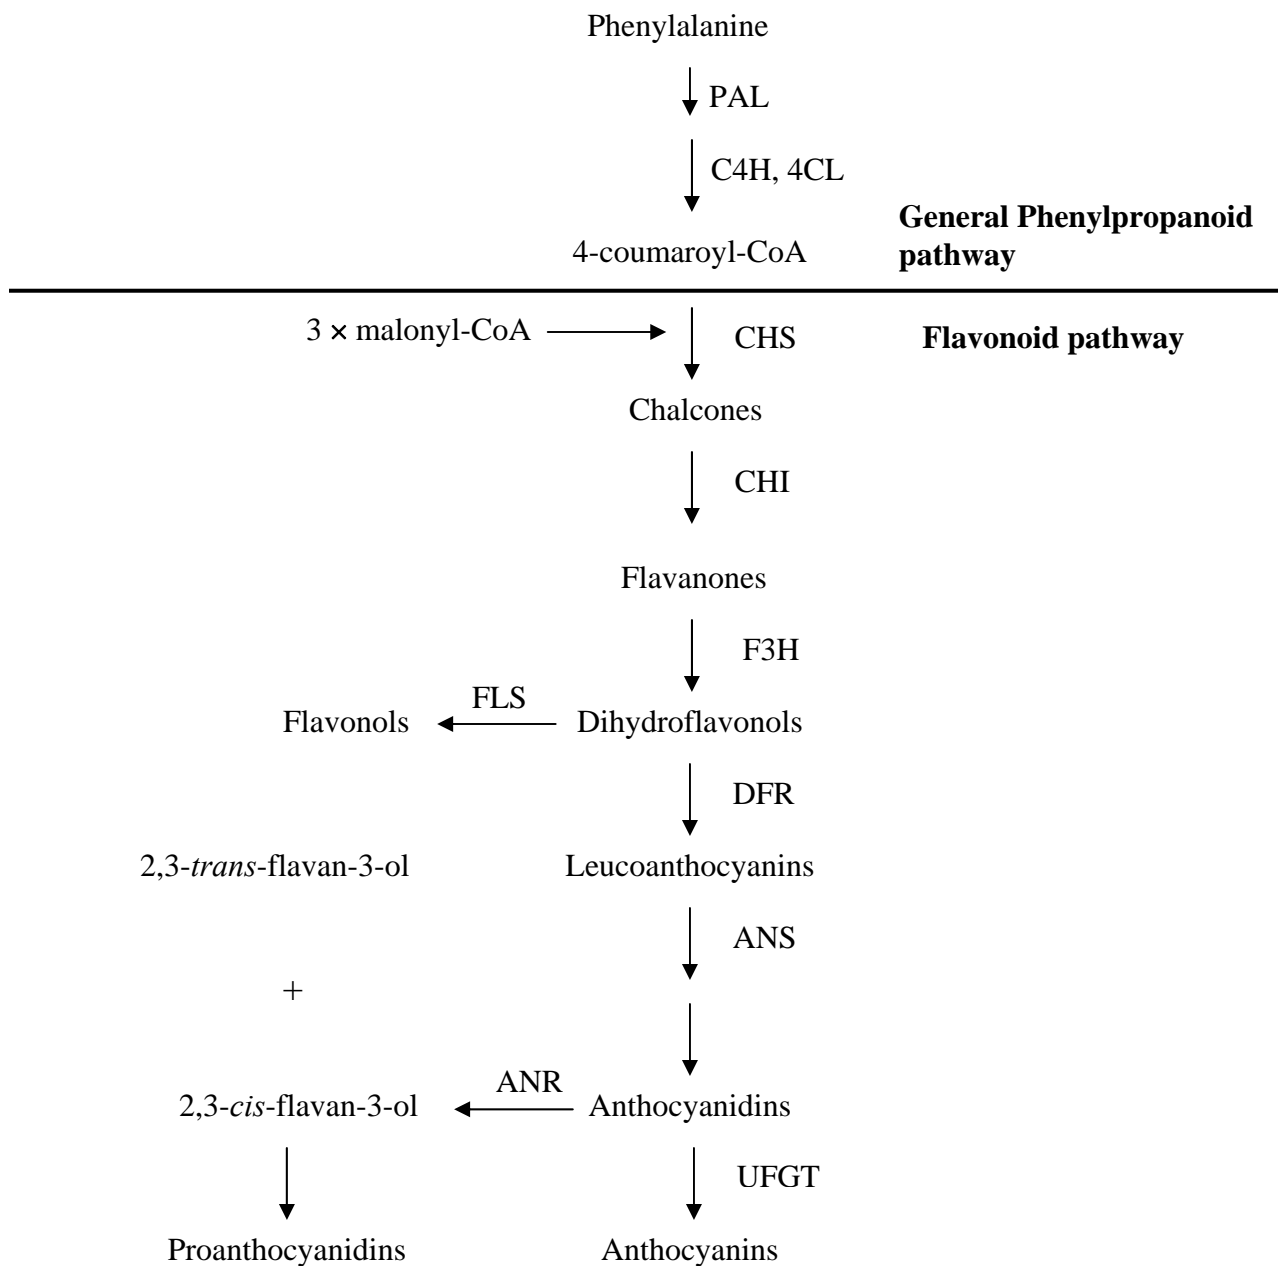 Phenylalanine
PAL
C4H, 4CL
General Phenylpropanoid
pathway
4-coumaroyl-CoA
3 × malonyl-CoA
CHS
Flavonoid pathway
Chalcones
CHI
Flavanones
F3H
FLS
Flavonols
Dihydroflavonols
DFR
2,3-trans-flavan-3-ol
Leucoanthocyanins
ANS
+
ANR
2,3-cis-flavan-3-ol
Anthocyanidins
UFGT
Proanthocyanidins
Anthocyanins